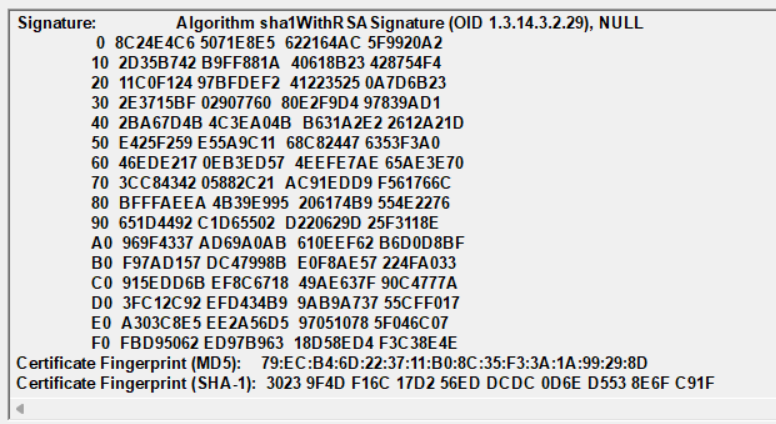 Signature: Algorithm sha1WithRSASignature (OID 1.3.14.3.2.29), NULL
0 8C24E4C6 5071E8E5 622164AC 5F9920A2
10 2D35B742 B9FF881A 40618B23 428754F4
20 11C0F124 97BFDEF2 41223525 0A7D6B23
30 2E3715BF 02907760 80E2F9D4 97839AD1
40 2BA67D4B 4C3EA04B B631A2E2 2612A21D
50 E425F259 E55A9C11 68C82447 6353F3A0
60 46EDE217 0EB3ED57 4EEFE7AE 65AE3E70
70 3CC84342 05882C21 AC91EDD9 F561766C
80 BFFFAEEA 4B39E995 206174B9 554E2276
90 651D4492 C1D65502 D220629D 25F3118E
A0 969F4337 AD69A0AB 610EEF62 B6D0D8BF
B0 F97AD157 DC47998B E0F8AE57 224FA033
C0 915EDD6B EF8C6718 49AE637F 90C4777A
D0 3FC12C92 EFD434B9 9AB9A737 55CFF017
E0 A303C8E5 EE2A56D5 97051078 5F046C07
F0 FBD95062 ED97B963 18D58ED4 F3C38E4E
Certificate Fingerprint (MD5): 79:EC:B4:6D:22:37:11:B0:8C:35:F3:3A:1A:99:29:8D
Certificate Fingerprint (SHA-1): 3023 9F4D F16C 17D2 56ED DCDC 0D6E D553 8E6F C91F